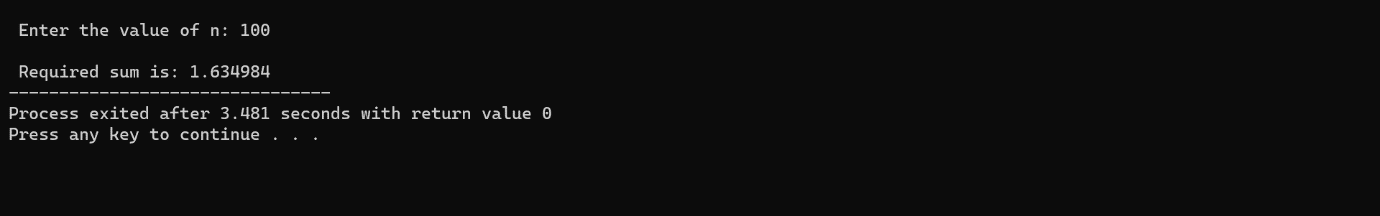 Enter the value of n: 100
Required sum is: 1.634984
--------------------------------
Process exited after 3.481 seconds with return value 0
Press any key to continue . . .